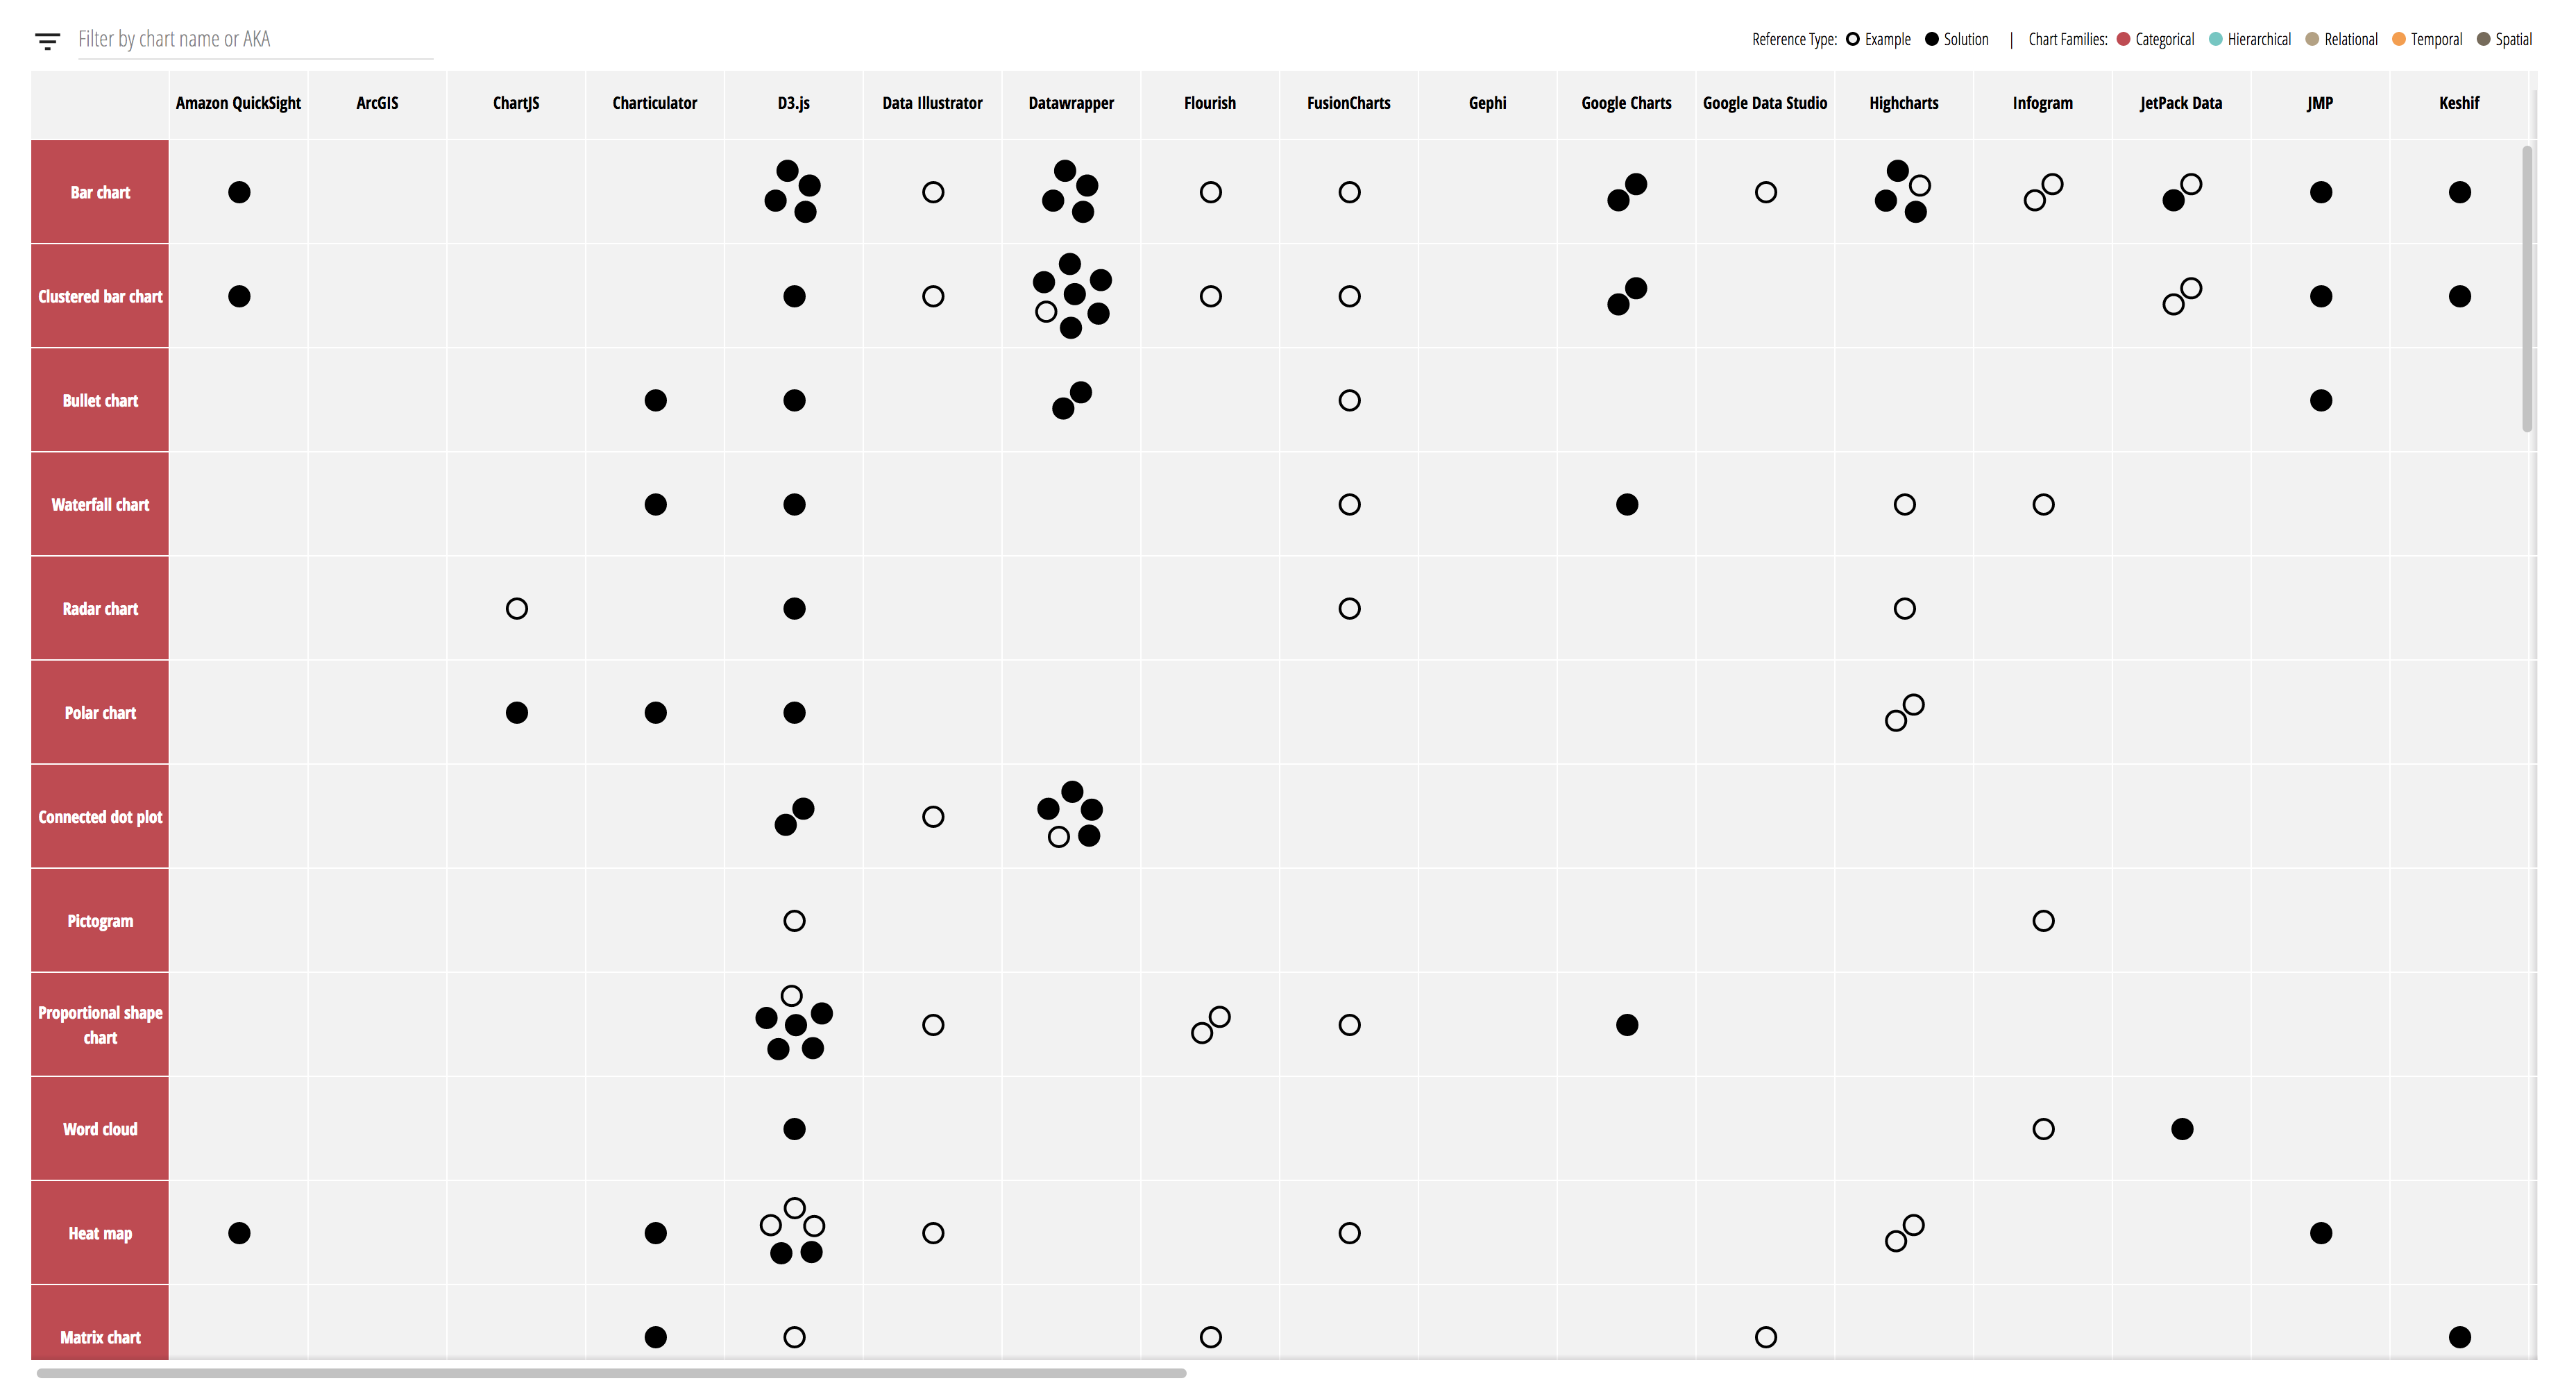 Filter by chart name or AKA
Reference Type: Example Solution | Chart Families: Categorical Hierarchical Relational Temporal Spatial
Amazon QuickSight ArcGIS ChartJS Charticulator D3.js Data Illustrator Datawrapper Flourish FusionCharts Gephi Google Charts Google Data Studio Highcharts Infogram JetPack Data JMP Keshif
Bar chart
Clustered bar chart
Bullet chart
Waterfall chart
Radar chart
Polar chart
Connected dot plot
Pictogram
Proportional shape
chart
Word cloud
Heat map
Matrix chart